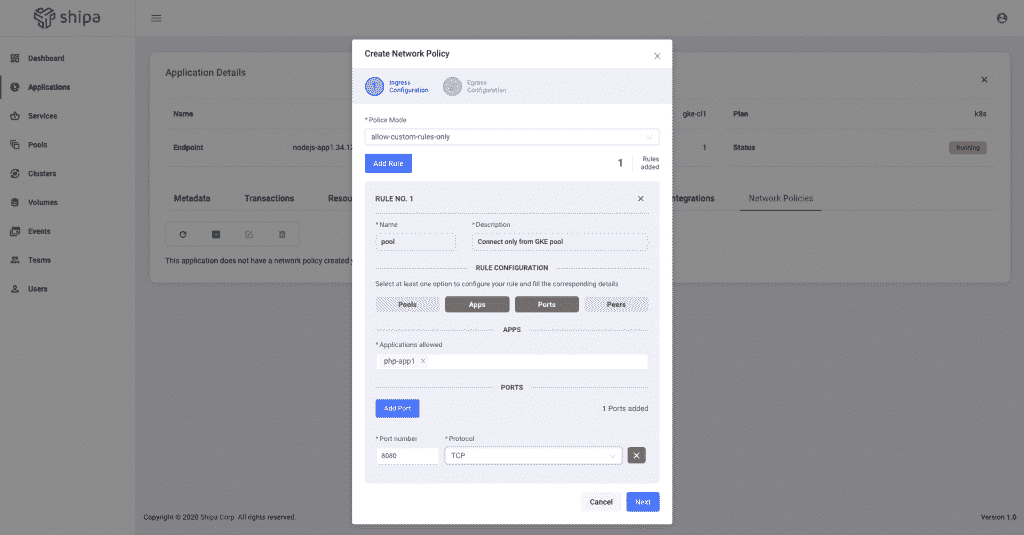 shipa
Dashboard
Applications
Services
Pools
Clusters
Volumes
Events
Teams
Users
Application Details
Name
gke-cl1
Plan
k8s
Endpoint
nodejs-app1.34.12
1
Status
Running
Metadata
Transactions
Resou
ntegrations
Network Policies
This application does not have a network policy created y
Create Network Policy
Ingress
Configuration
Egress
Configuration
* Police Mode
allow-custom-rules-only
Add Rule
1
Rules
added
RULE NO. 1
* Name
* Description
pool
Connect only from GKE pool
RULE CONFIGURATION
Select at least one option to configure your rule and fill the corresponding details
Pools
Apps
Ports
Peers
APPS
* Applications allowed
php-app1
PORTS
Add Port
1 Ports added
* Port number
* Protocol
8080
TCP
Cancel
Next
Copyright © 2020 Shipa Corp. All rights reserved.
Version 1.0